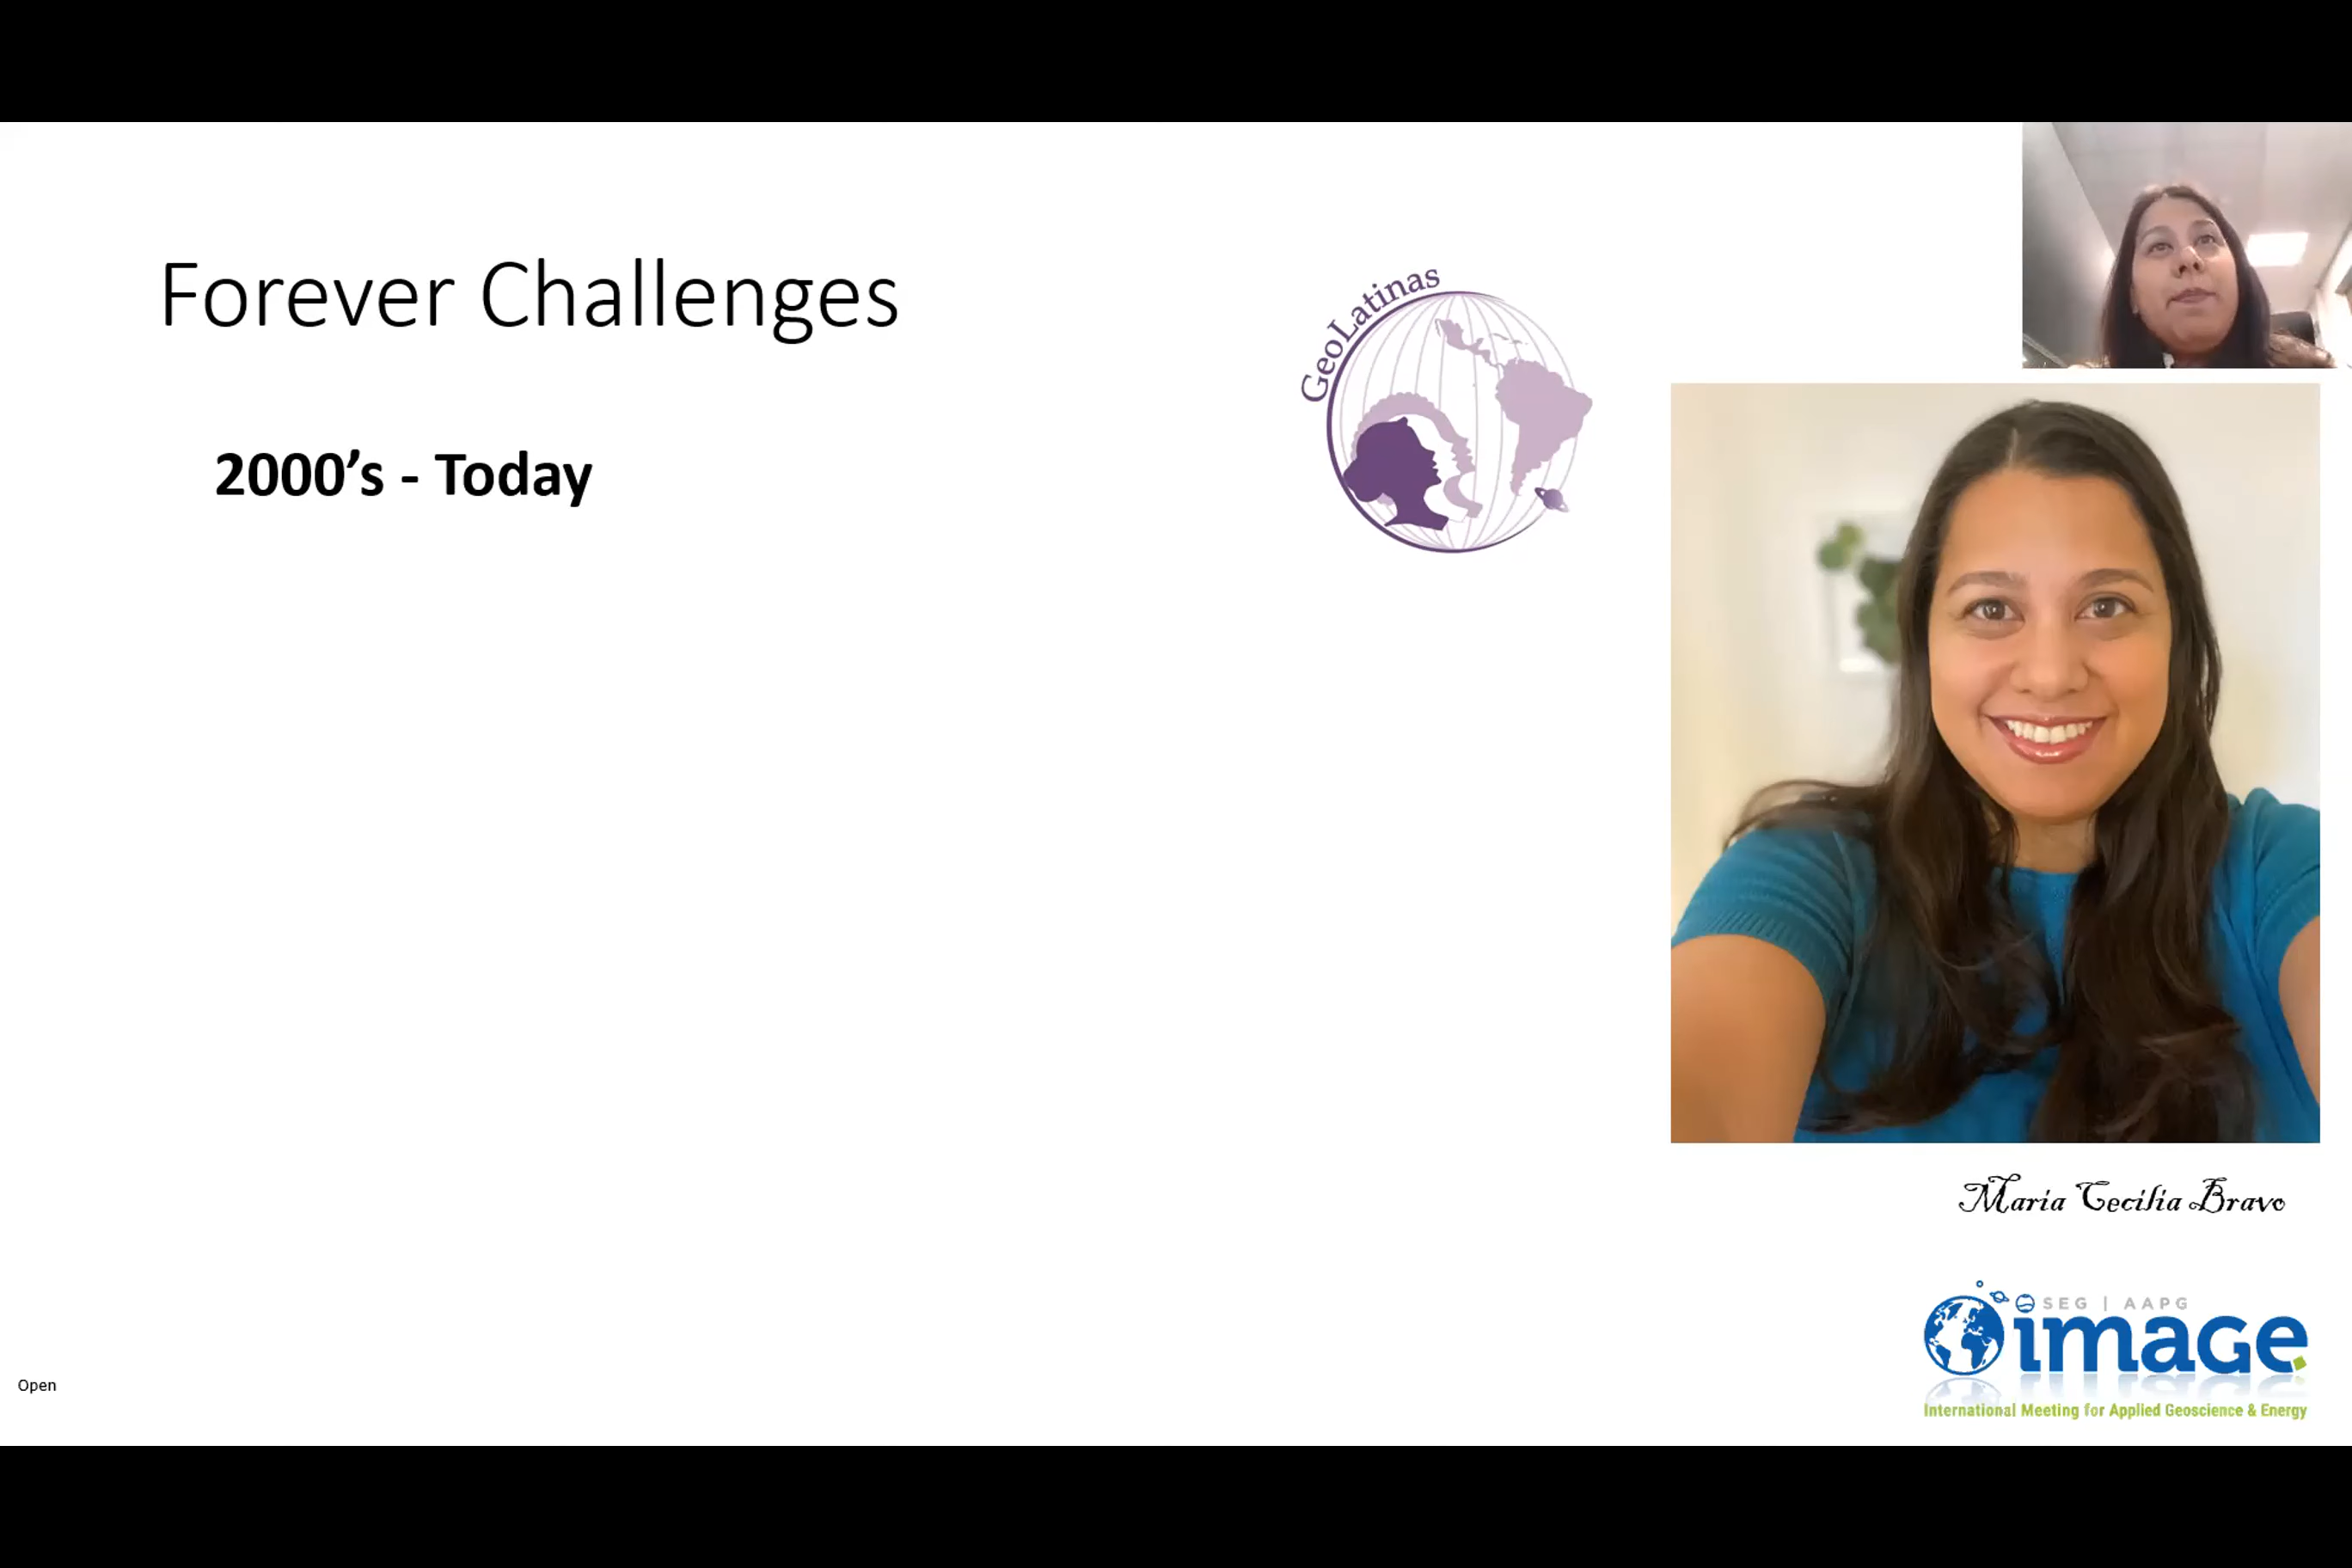 Forever Challenges
2000's - Today
GeoLatinas
Maria Cecilia Bravo
SEG | AAPG
image
International Meeting for Applied Geoscience & Energy
Open